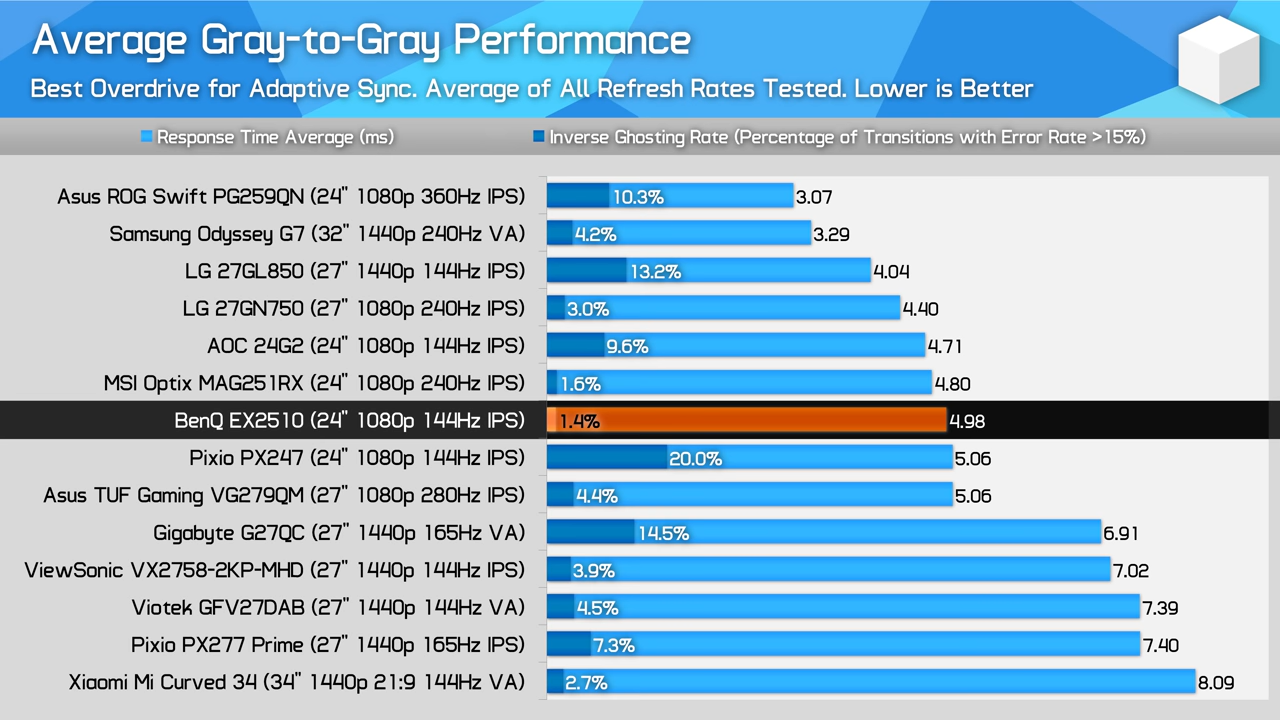 Average Gray-to-Gray Performance
Best Overdrive for Adaptive Sync. Average of All Refresh Rates Tested. Lower is Better
Response Time Average (ms) Inverse Ghosting Rate (Percentage of Transitions with Error Rate >15%)
Asus ROG Swift PG259QN (24" 1080p 360Hz IPS) 10.3% 3.07
Samsung Odyssey G7 (32" 1440p 240Hz VA) 4.2% 3.29
LG 27GL850 (27" 1440p 144Hz IPS) 13.2% 4.04
LG 27GN750 (27" 1080p 240Hz IPS) 3.0% 4.40
AOC 24G2 (24" 1080p 144Hz IPS) 9.6% 4.71
MSI Optix MAG251RX (24" 1080p 240Hz IPS) 1.6% 4.80
BenQ EX2510 (24" 1080p 144Hz IPS) 1.4% 4.98
Pixio PX247 (24" 1080p 144Hz IPS) 20.0% 5.06
Asus TUF Gaming VG279QM (27" 1080p 280Hz IPS) 4.4% 5.06
Gigabyte G27QC (27" 1440p 165Hz VA) 14.5% 6.91
ViewSonic VX2758-2KP-MHD (27" 1440p 144Hz IPS) 3.9% 7.02
Viotek GFV27DAB (27" 1440p 144Hz VA) 4.5% 7.39
Pixio PX277 Prime (27" 1440p 165Hz IPS) 7.3% 7.40
Xiaomi Mi Curved 34 (34" 1440p 21:9 144Hz VA) 2.7% 8.09